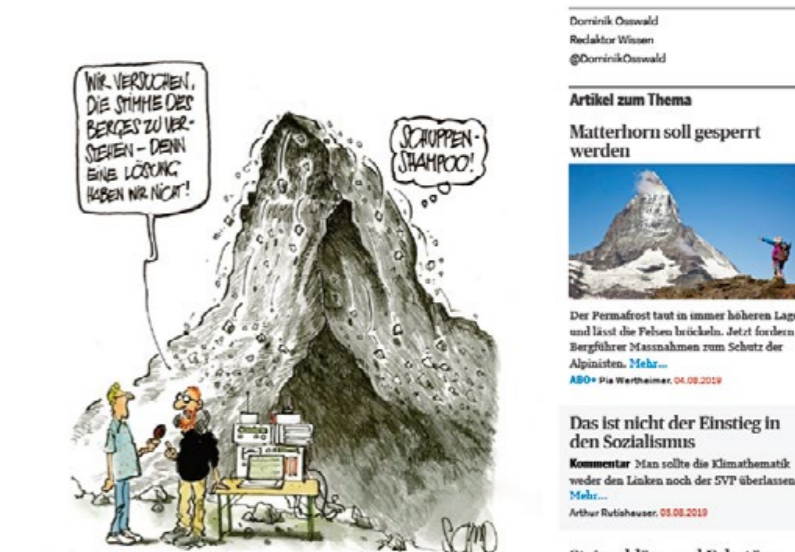 WIR VERSUCHEN,
DIE STIMME DES
BERGES ZU VER-
STEHEN – DENN
EINE LÖSUNG
HABEN WIR NICHT!
SCHUPPEN-
SHAMPOO!
Dominik Osswald
Redaktor Wissen
@DominikOsswald
Artikel zum Thema
Matterhorn soll gesperrt
werden
Der Permafrost taut in immer höheren Lage
und lässt die Felsen bröckeln. Jetzt fordern
Bergführer Massnahmen zum Schutz der
Alpinisten. Mehr...
ABO+ Pia Wertheimer. 04.08.2019
Das ist nicht der Einstieg in
den Sozialismus
Kommentar Man sollte die Klimathematik
weder den Linken noch der SVP überlassen
Mehr...
Arthur Rutishauser. 03.08.2019